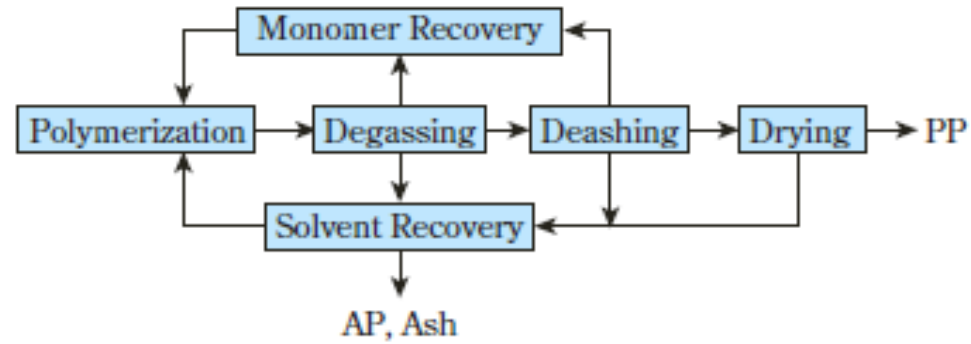 Monomer Recovery
Polymerization
Degassing
Deashing
Drying
PP
Solvent Recovery
AP, Ash